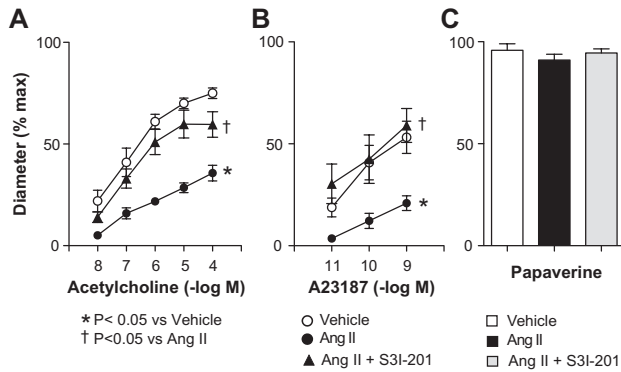 A
B
C
Diameter (% max)
100
50
0
8 7 6 5 4
Acetylcholine (-log M)
†
*
100
50
0
11 10 9
A23187 (-log M)
†
*
100
50
0
Papaverine
* P< 0.05 vs Vehicle
† P<0.05 vs Ang II
Vehicle
Ang II
Ang II + S3I-201
Vehicle
Ang II
Ang II + S3I-201